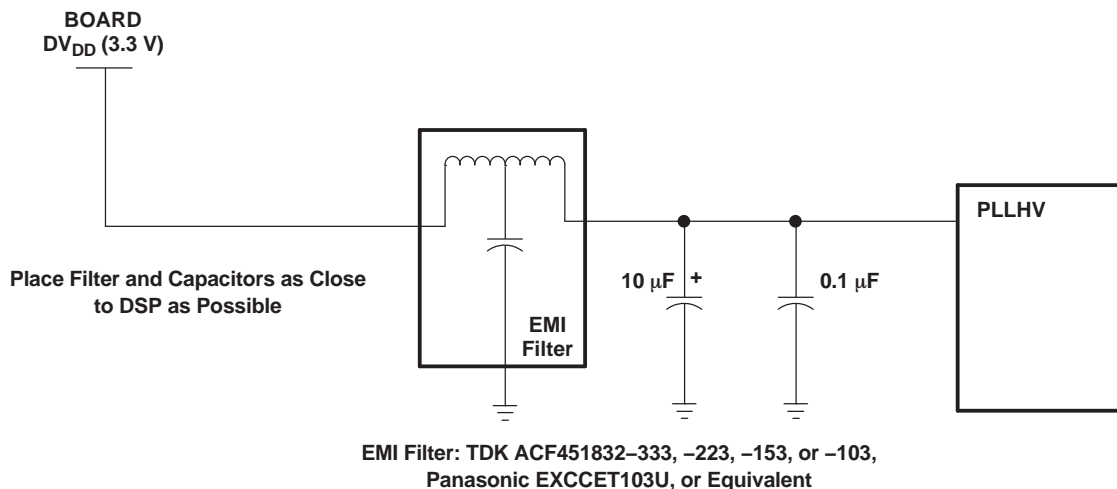 BOARD
DVDD (3.3 V)
PLLHV
Place Filter and Capacitors as Close
to DSP as Possible
10 μF +
0.1 μF
EMI
Filter
EMI Filter: TDK ACF451832–333, –223, –153, or –103,
Panasonic EXCCET103U, or Equivalent